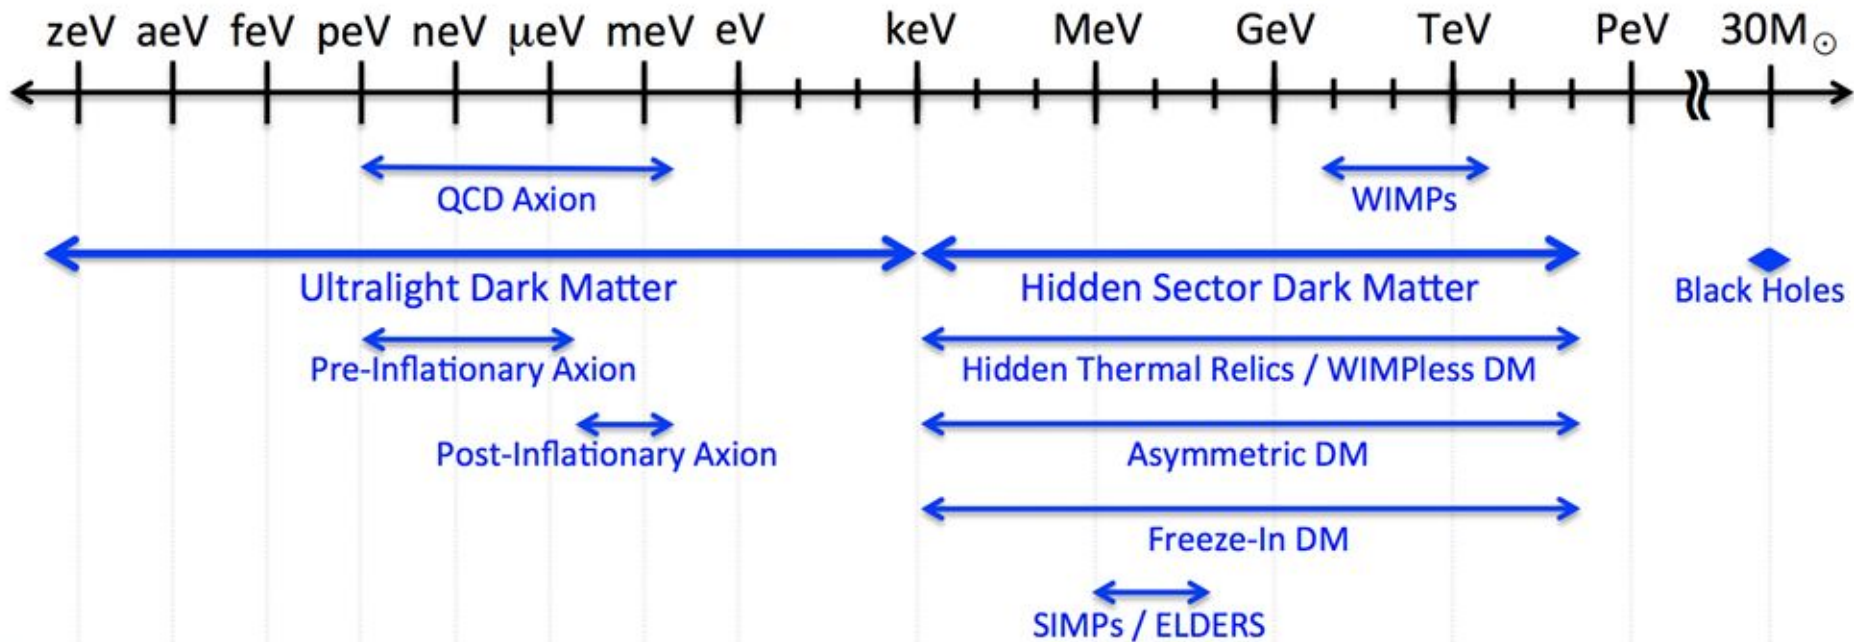 zeV aeV feV peV neV μeV meV eV keV MeV GeV TeV PeV 30M☉
QCD Axion WIMPs
Ultralight Dark Matter Hidden Sector Dark Matter Black Holes
Pre-Inflationary Axion Hidden Thermal Relics / WIMPless DM
Post-Inflationary Axion Asymmetric DM
Freeze-In DM
SIMPs / ELDERS